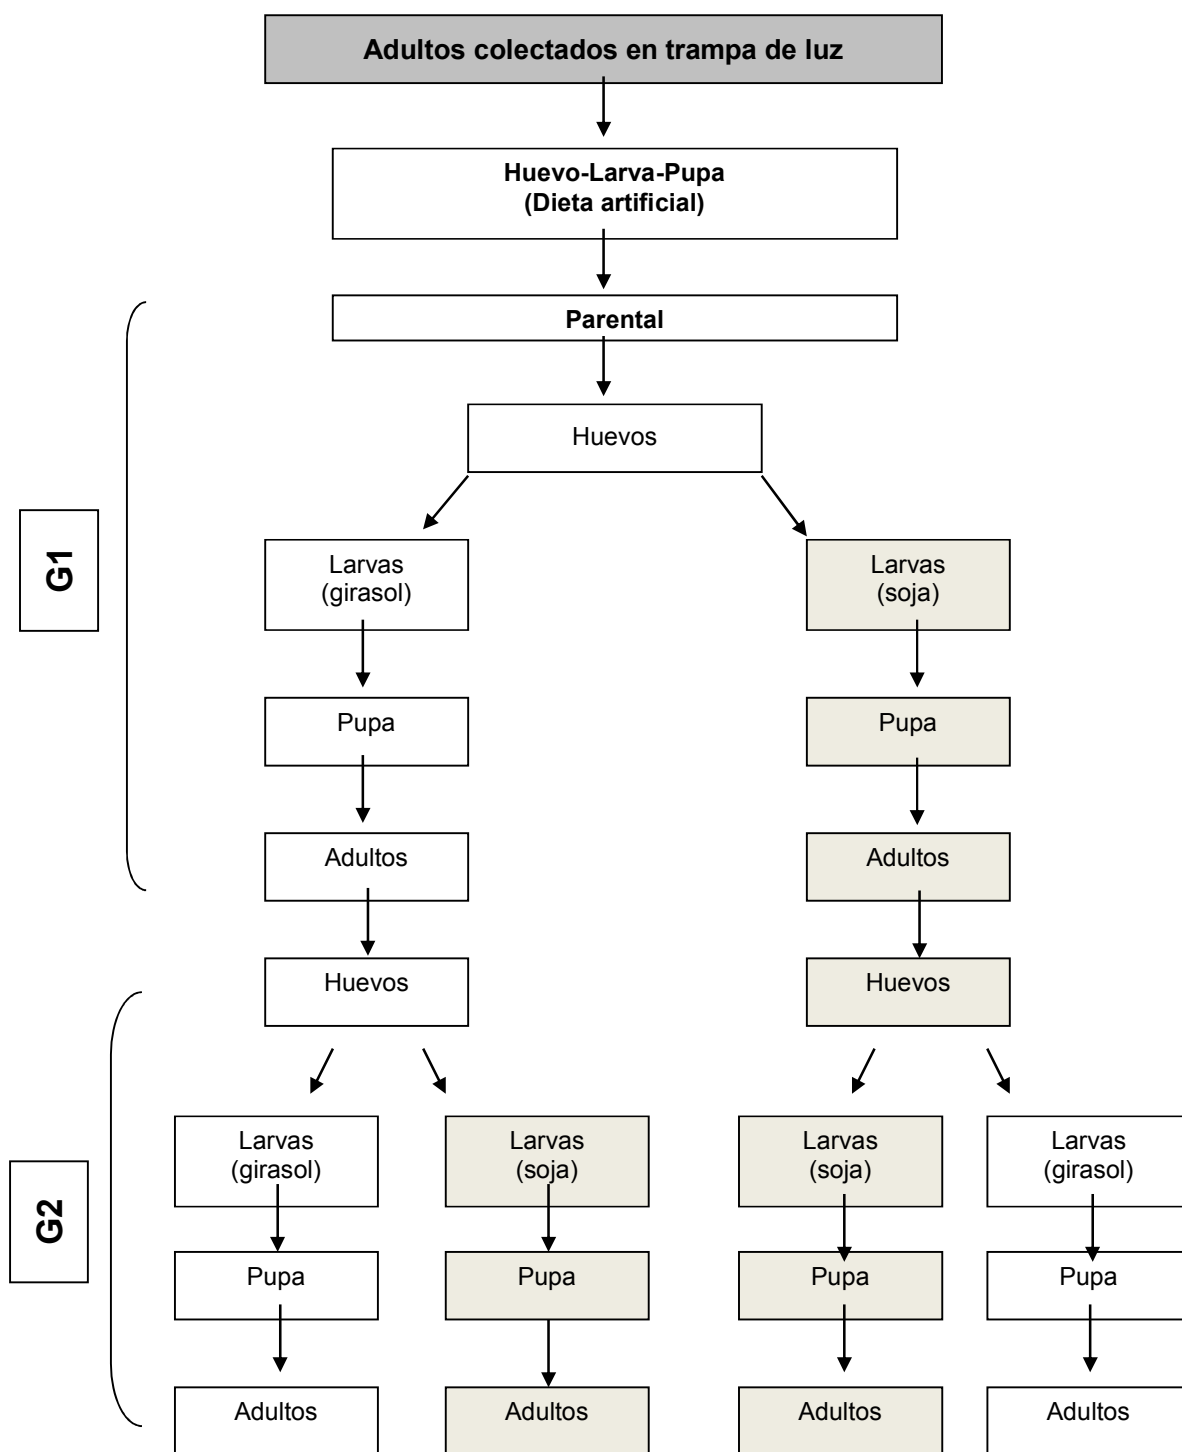 Adultos colectados en trampa de luz
Huevo-Larva-Pupa
(Dieta artificial)
Parental
Huevos
G1
Larvas
(girasol)
Larvas
(soja)
Pupa
Pupa
Adultos
Adultos
Huevos
Huevos
G2
Larvas
(girasol)
Larvas
(soja)
Larvas
(soja)
Larvas
(girasol)
Pupa
Pupa
Pupa
Pupa
Adultos
Adultos
Adultos
Adultos